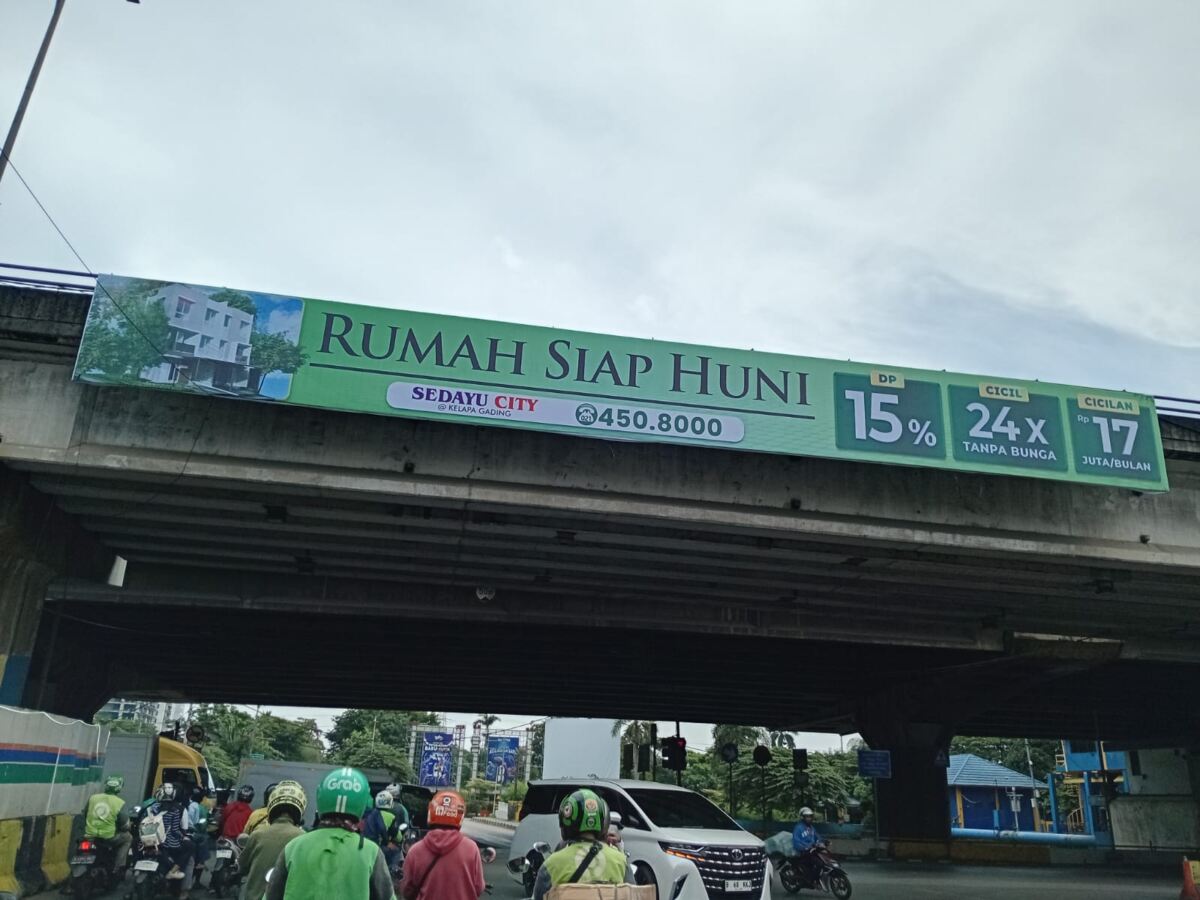 RUMAH SIAP HUNI
SEDAYU CITY
@ KELAPA GADING
021
450.8000
DP
15%
CICIL
24 X
TANPA BUNGA
CICILAN
Rp 17
JUTA/BULAN
Grab